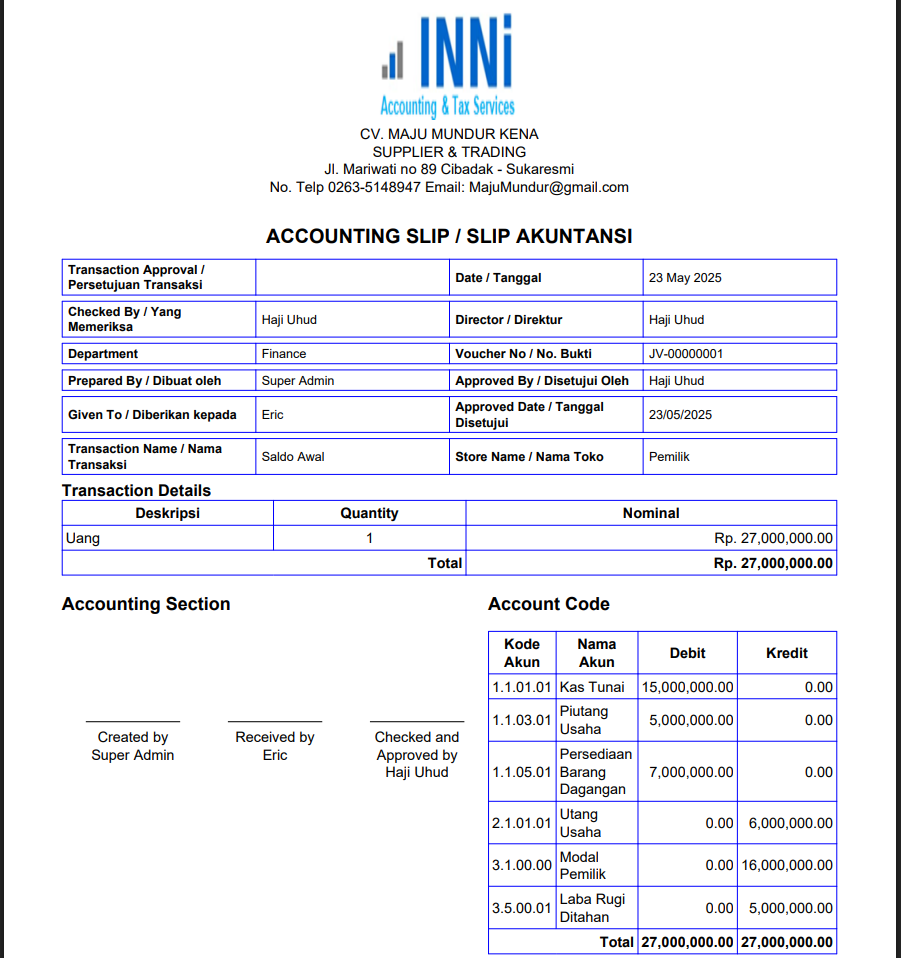 INNi
Accounting & Tax Services
CV. MAJU MUNDUR KENA
SUPPLIER & TRADING
Jl. Mariwati no 89 Cibadak - Sukaresmi
No. Telp 0263-5148947 Email: MajuMundur@gmail.com
ACCOUNTING SLIP / SLIP AKUNTANSI
Transaction Approval /
Persetujuan Transaksi
Date / Tanggal
23 May 2025
Checked By / Yang
Memeriksa
Haji Uhud
Director / Direktur
Haji Uhud
Department
Finance
Voucher No / No. Bukti
JV-00000001
Prepared By / Dibuat oleh
Super Admin
Approved By / Disetujui Oleh
Haji Uhud
Given To / Diberikan kepada
Eric
Approved Date / Tanggal
Disetujui
23/05/2025
Transaction Name / Nama
Transaksi
Saldo Awal
Store Name / Nama Toko
Pemilik
Transaction Details
Deskripsi Quantity Nominal
Uang 1 Rp. 27,000,000.00
Total Rp. 27,000,000.00
Accounting Section
Created by
Super Admin
Received by
Eric
Checked and
Approved by
Haji Uhud
Account Code
Kode
Akun
Nama
Akun
Debit
Kredit
1.1.01.01 Kas Tunai 15,000,000.00 0.00
1.1.03.01
Piutang
Usaha
5,000,000.00 0.00
1.1.05.01
Persediaan
Barang
Dagangan
7,000,000.00 0.00
2.1.01.01
Utang
Usaha
0.00 6,000,000.00
3.1.00.00
Modal
Pemilik
0.00 16,000,000.00
3.5.00.01
Laba Rugi
Ditahan
0.00 5,000,000.00
Total 27,000,000.00 27,000,000.00